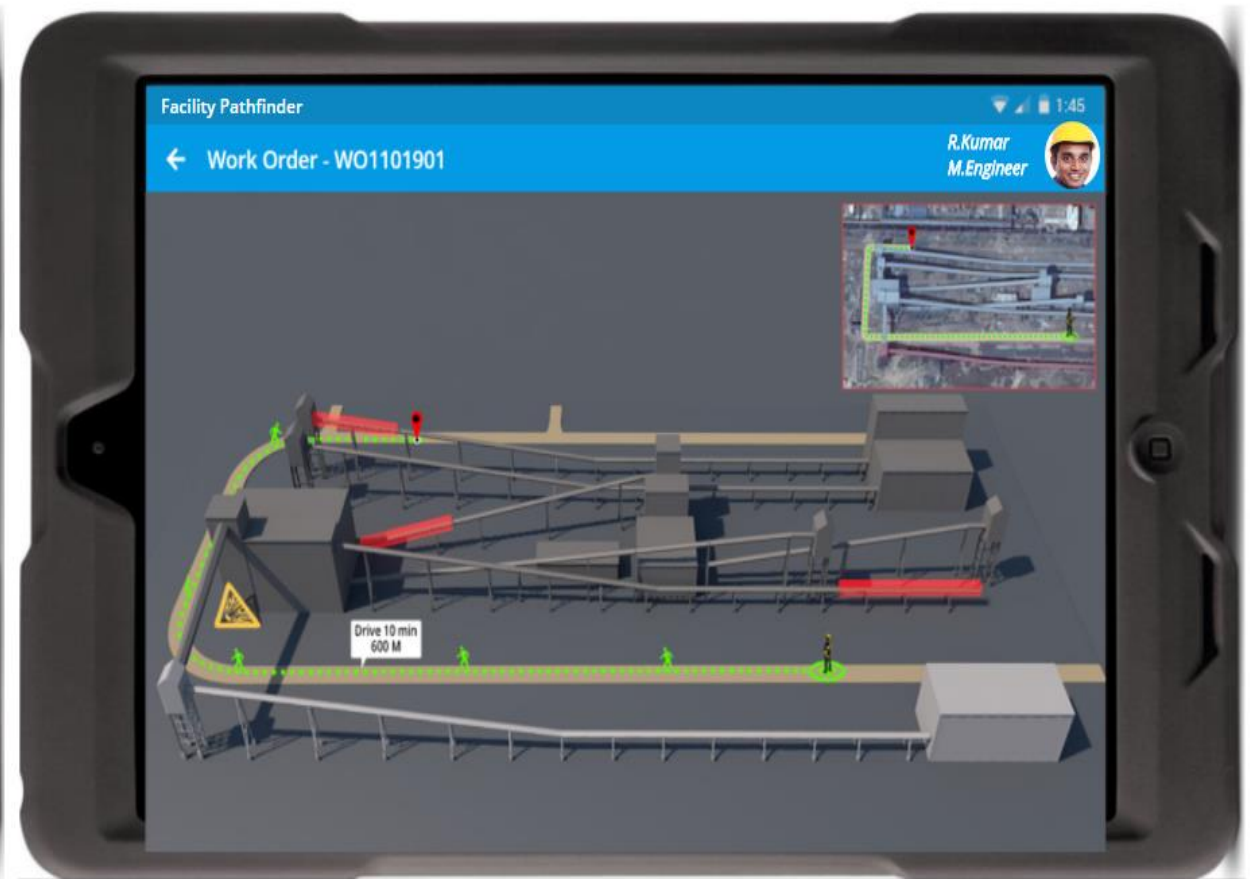 Facility Pathfinder
1:45
Work Order - WO1101901
R.Kumar
M.Engineer
Drive 10 min
600 M